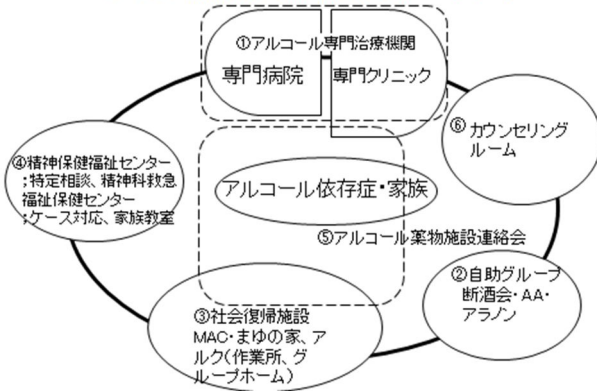 ①アルコール専門治療機関
専門病院
専門クリニック
⑥カウンセリング
ルーム
④精神保健福祉センター
;特定相談、精神科救急
福祉保健センター
;ケース対応、家族教室
アルコール依存症・家族
⑤アルコール薬物施設連絡会
②自助グループ
断酒会・AA・
アラノン
③社会復帰施設
MAC・まゆの家、ア
ルク(作業所、グ
ループホーム)